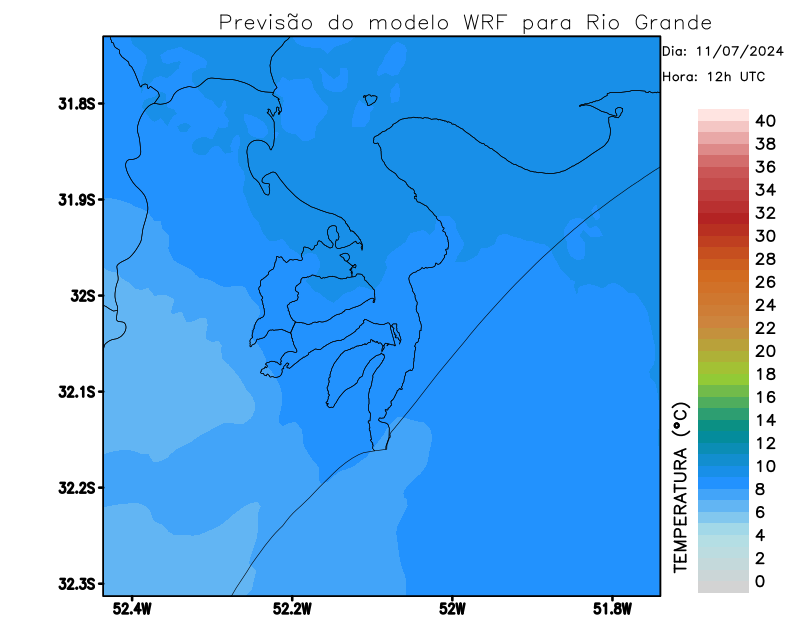 Previsão do modelo WRF para Rio Grande
Dia: 11/07/2024
Hora: 12h UTC
31.8S
31.9S
32S
32.1S
32.2S
32.3S
52.4W
52.2W
52W
51.8W
TEMPERATURA (°C)
40
38
36
34
32
30
28
26
24
22
20
18
16
14
12
10
8
6
4
2
0